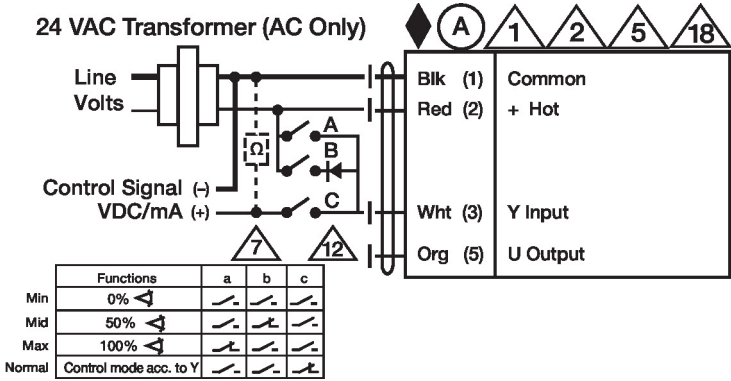 24 VAC Transformer (AC Only)
A 1 2 5 18
Line
Volts
Blk (1) Common
Red (2) + Hot
A
B
Ω
C
Control Signal (–)
VDC/mA (+)
Wht (3) Y Input
Org (5) U Output
7 12
Functions a b c
Min 0%
Mid 50%
Max 100%
Normal Control mode acc. to Y